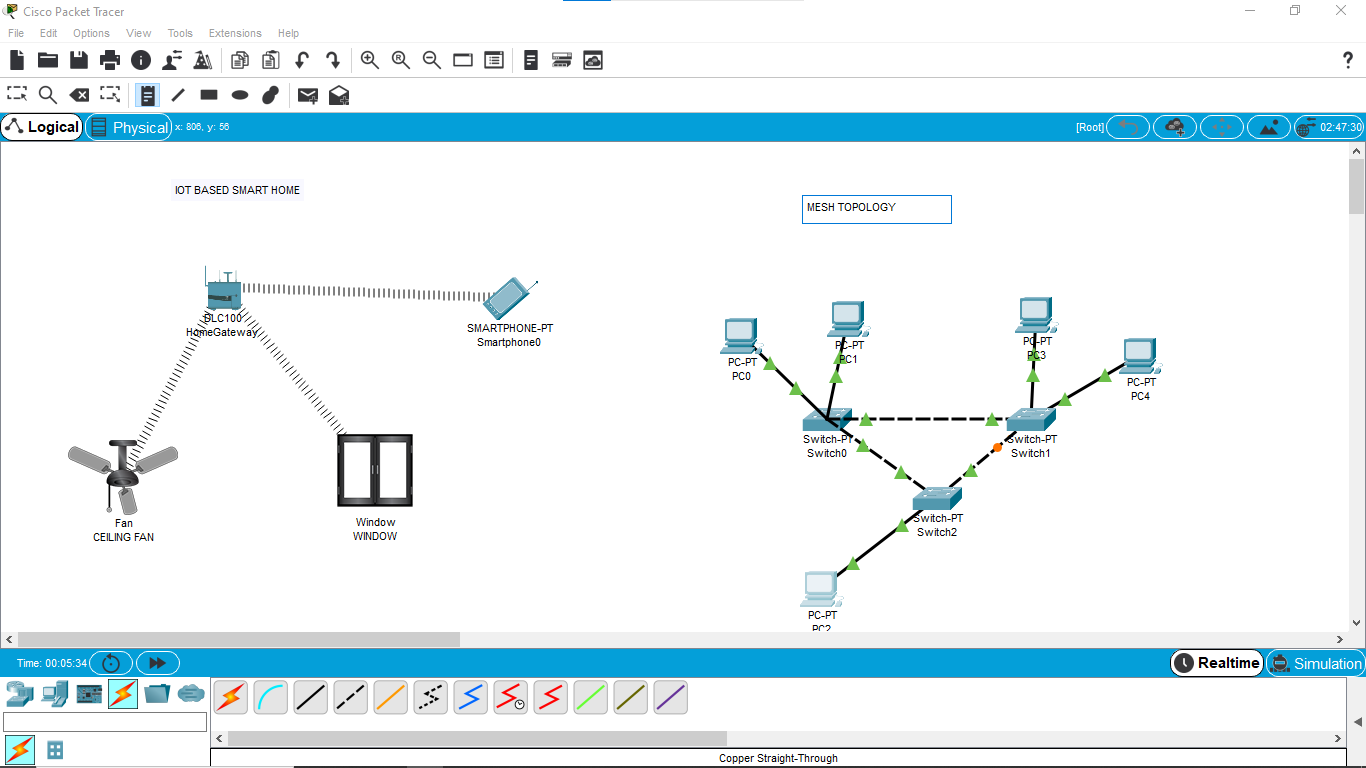 Cisco Packet Tracer
File Edit Options View Tools Extensions Help
Logical Physical x: 806, y: 56 [Root] 02:47:30
IOT BASED SMART HOME
MESH TOPOLOGY
DLC100
HomeGateway
SMARTPHONE-PT
Smartphone0
PC-PT
PC0
PC-PT
PC1
PC-PT
PC3
PC-PT
PC4
Switch-PT
Switch0
Switch-PT
Switch1
Fan
CEILING FAN
Window
WINDOW
Switch-PT
Switch2
PC-PT
PC2
Time: 00:05:34 Realtime Simulation
Copper Straight-Through